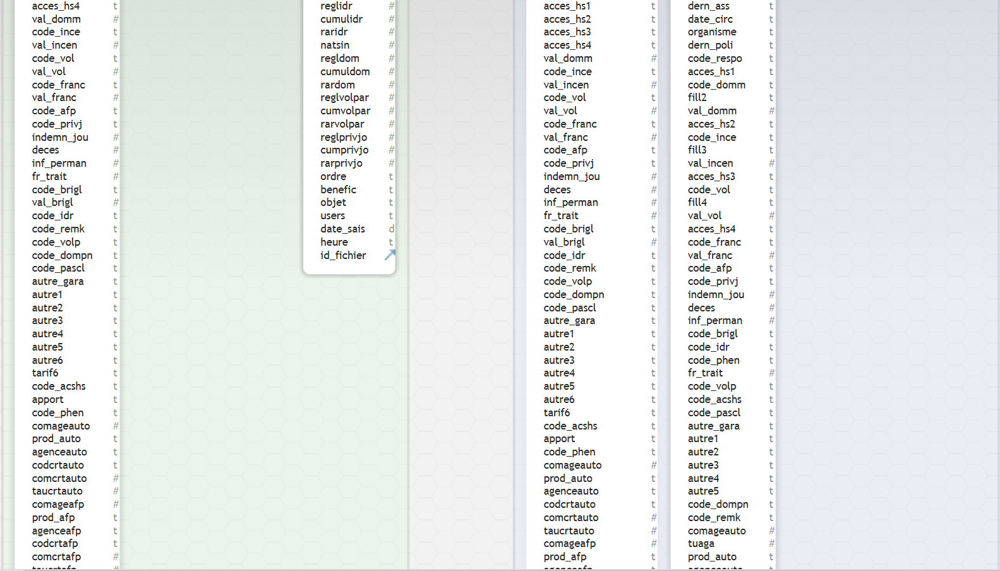 acces_hs4 t
val_domm #
code_ince t
val_incen #
code_vol t
val_vol #
code_franc t
val_franc #
code_afp t
code_privj t
indemn_jou #
deces #
inf_perman #
fr_trait #
code_brigl t
val_brigl #
code_idr t
code_remk t
code_volp t
code_dompn t
code_pascl t
autre_gara t
autre1 t
autre2 t
autre3 t
autre4 t
autre5 t
autre6 t
tarif6 t
code_acshs t
apport t
code_phen t
comageauto #
prod_auto t
agenceauto t
codcrtauto t
comcrtauto #
taucrtauto #
comageafp #
prod_afp t
agenceafp t
codcrtafp t
comcrtafp #
taucrtafp #
reglidr #
cumulidr #
raridr #
natsin #
regldom #
cumuldom #
rardom #
reglvolpar #
cumvolpar #
rarvolpar #
reglprivjo #
cumprivjo #
rarprivjo #
ordre t
benefic t
objet t
users t
date_sais d
heure t
id_fichier
acces_hs1 t
acces_hs2 t
acces_hs3 t
acces_hs4 t
val_domm #
code_ince t
val_incen #
code_vol t
val_vol #
code_franc t
val_franc #
code_afp t
code_privj t
indemn_jou #
deces #
inf_perman #
fr_trait #
code_brigl t
val_brigl #
code_idr t
code_remk t
code_volp t
code_dompn t
code_pascl t
autre_gara t
autre1 t
autre2 t
autre3 t
autre4 t
autre5 t
autre6 t
tarif6 t
code_acshs t
apport t
code_phen t
comageauto #
prod_auto t
agenceauto t
codcrtauto t
comcrtauto #
taucrtauto #
comageafp #
prod_afp t
agenceafp t
dern_ass t
date_circ t
organisme t
dern_poli t
code_respo t
acces_hs1 t
code_domm t
fill2 t
val_domm #
acces_hs2 t
code_ince t
fill3 t
val_incen #
acces_hs3 t
code_vol t
fill4 t
val_vol #
acces_hs4 t
code_franc t
val_franc #
code_afp t
code_privj t
indemn_jou #
deces #
inf_perman #
code_brigl t
code_idr t
code_phen t
fr_trait #
code_volp t
code_acshs t
code_pascl t
autre_gara t
autre1 t
autre2 t
autre3 t
autre4 t
autre5 t
code_dompn t
code_remk t
comageauto #
tuaga #
prod_auto t
agenceauto t